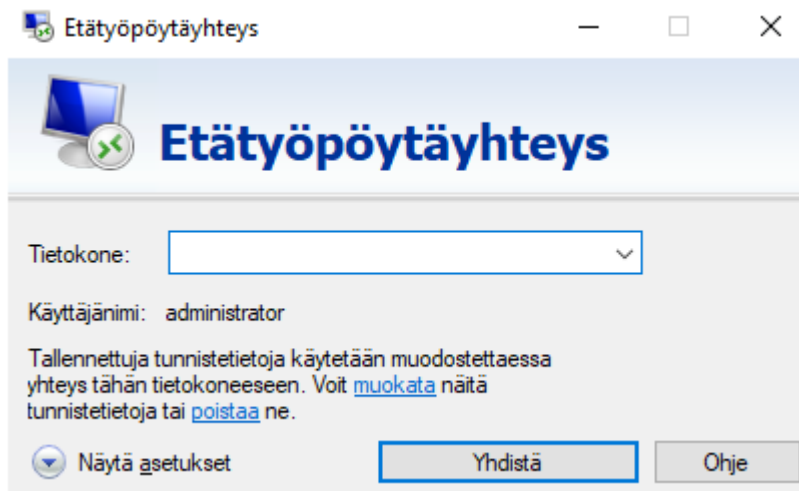 Etätyöpöytäyhteys
Etätyöpöytäyhteys
Tietokone:
Käyttäjänimi: administrator
Tallennettuja tunnistetietoja käytetään muodostettaessa
yhteys tähän tietokoneeseen. Voit muokata näitä
tunnistetietoja tai poistaa ne.
Näytä asetukset
Yhdistä
Ohje